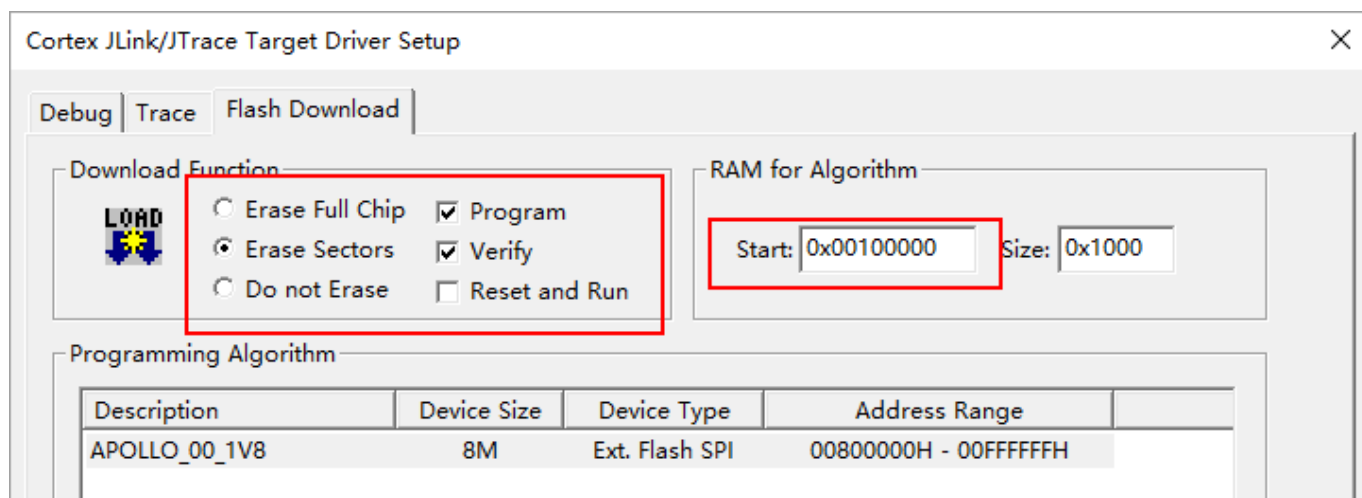 Cortex JLink/JTrace Target Driver Setup
Debug Trace Flash Download
Download Function
LOAD
Erase Full Chip Program
Erase Sectors Verify
Do not Erase Reset and Run
RAM for Algorithm
Start: 0x00100000 Size: 0x1000
Programming Algorithm
Description Device Size Device Type Address Range
APOLLO_00_1V8 8M Ext. Flash SPI 00800000H - 00FFFFFFH